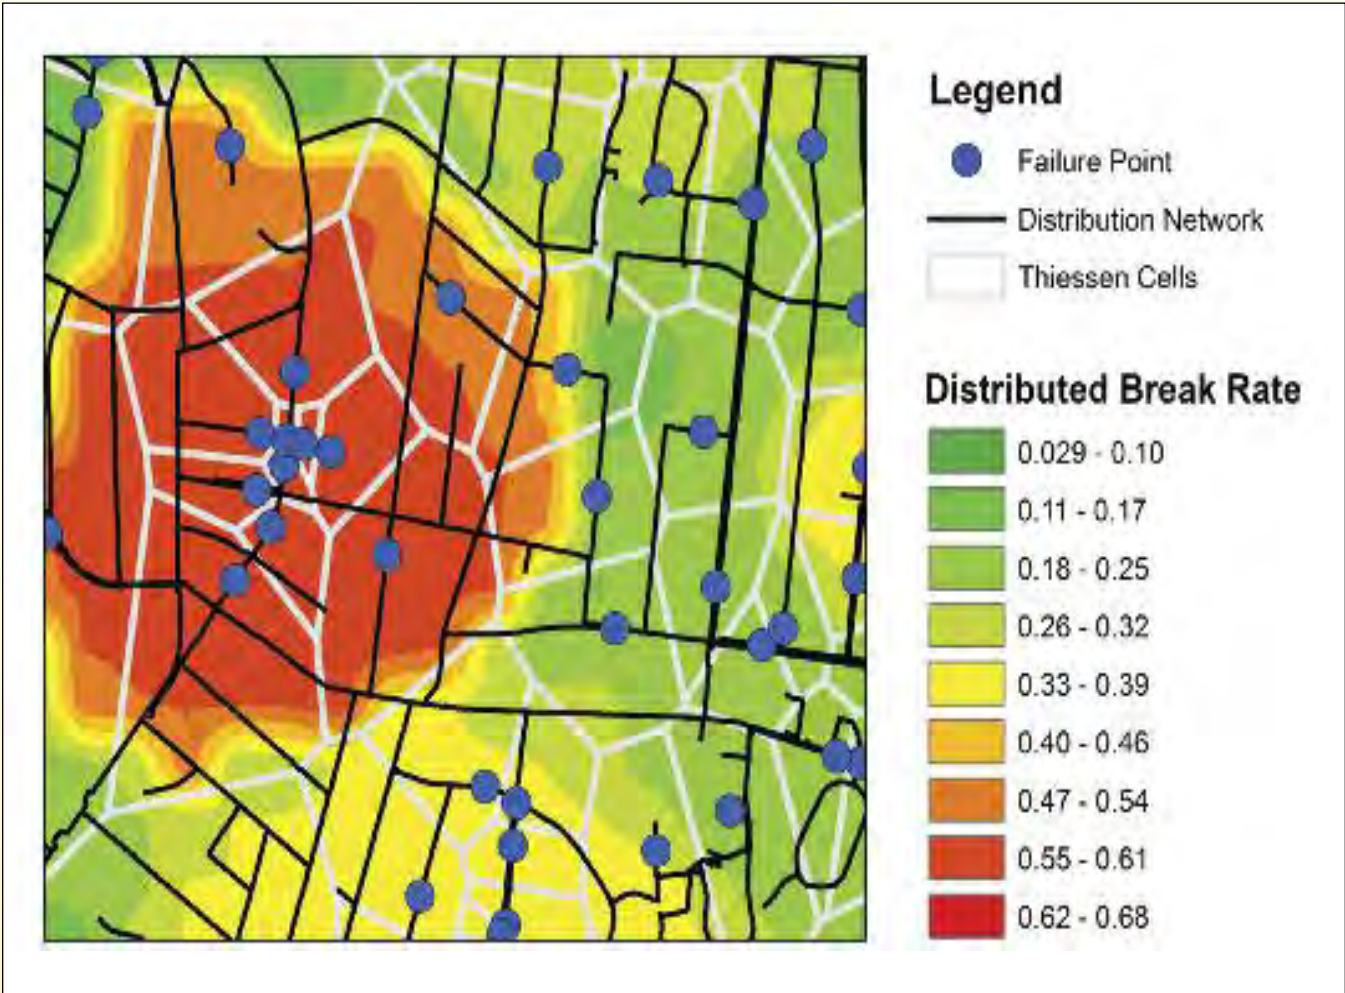 Legend
Failure Point
Distribution Network
Thiessen Cells
Distributed Break Rate
0.029 - 0.10
0.11 - 0.17
0.18 - 0.25
0.26 - 0.32
0.33 - 0.39
0.40 - 0.46
0.47 - 0.54
0.55 - 0.61
0.62 - 0.68